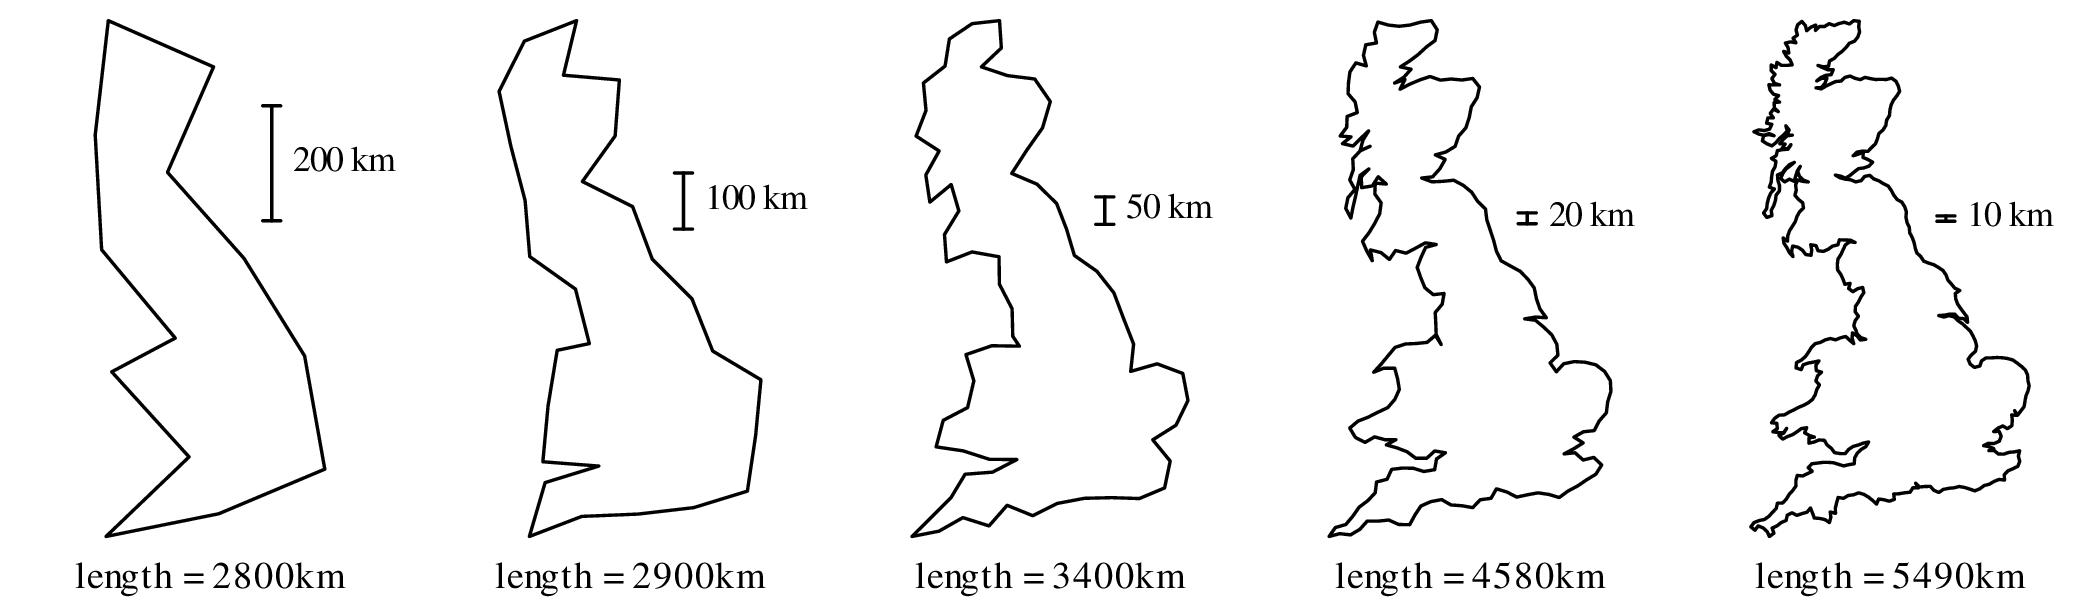 200 km
100 km
50 km
20 km
10 km
length = 2800km
length = 2900km
length = 3400km
length = 4580km
length = 5490km